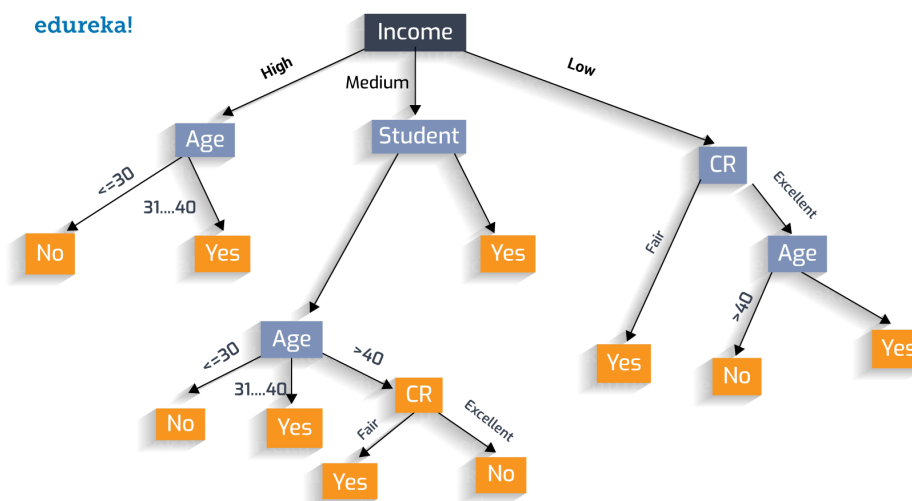 edureka!
Income
High
Medium
Low
Age
Student
CR
<=30
31....40
Fair
Excellent
No
Yes
Yes
Age
>40
Age
Yes
No
Yes
<=30
31....40
>40
CR
No
Yes
Fair
Excellent
Yes
No